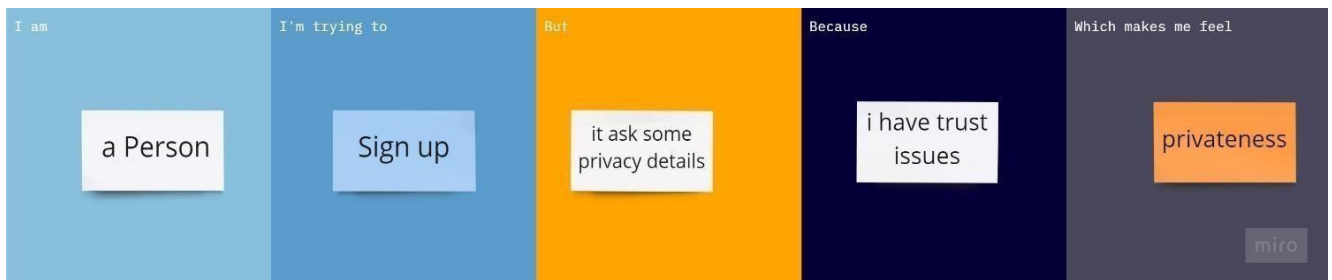 I am
a Person
I'm trying to
Sign up
But
it ask some
privacy details
Because
i have trust
issues
Which makes me feel
privateness
miro